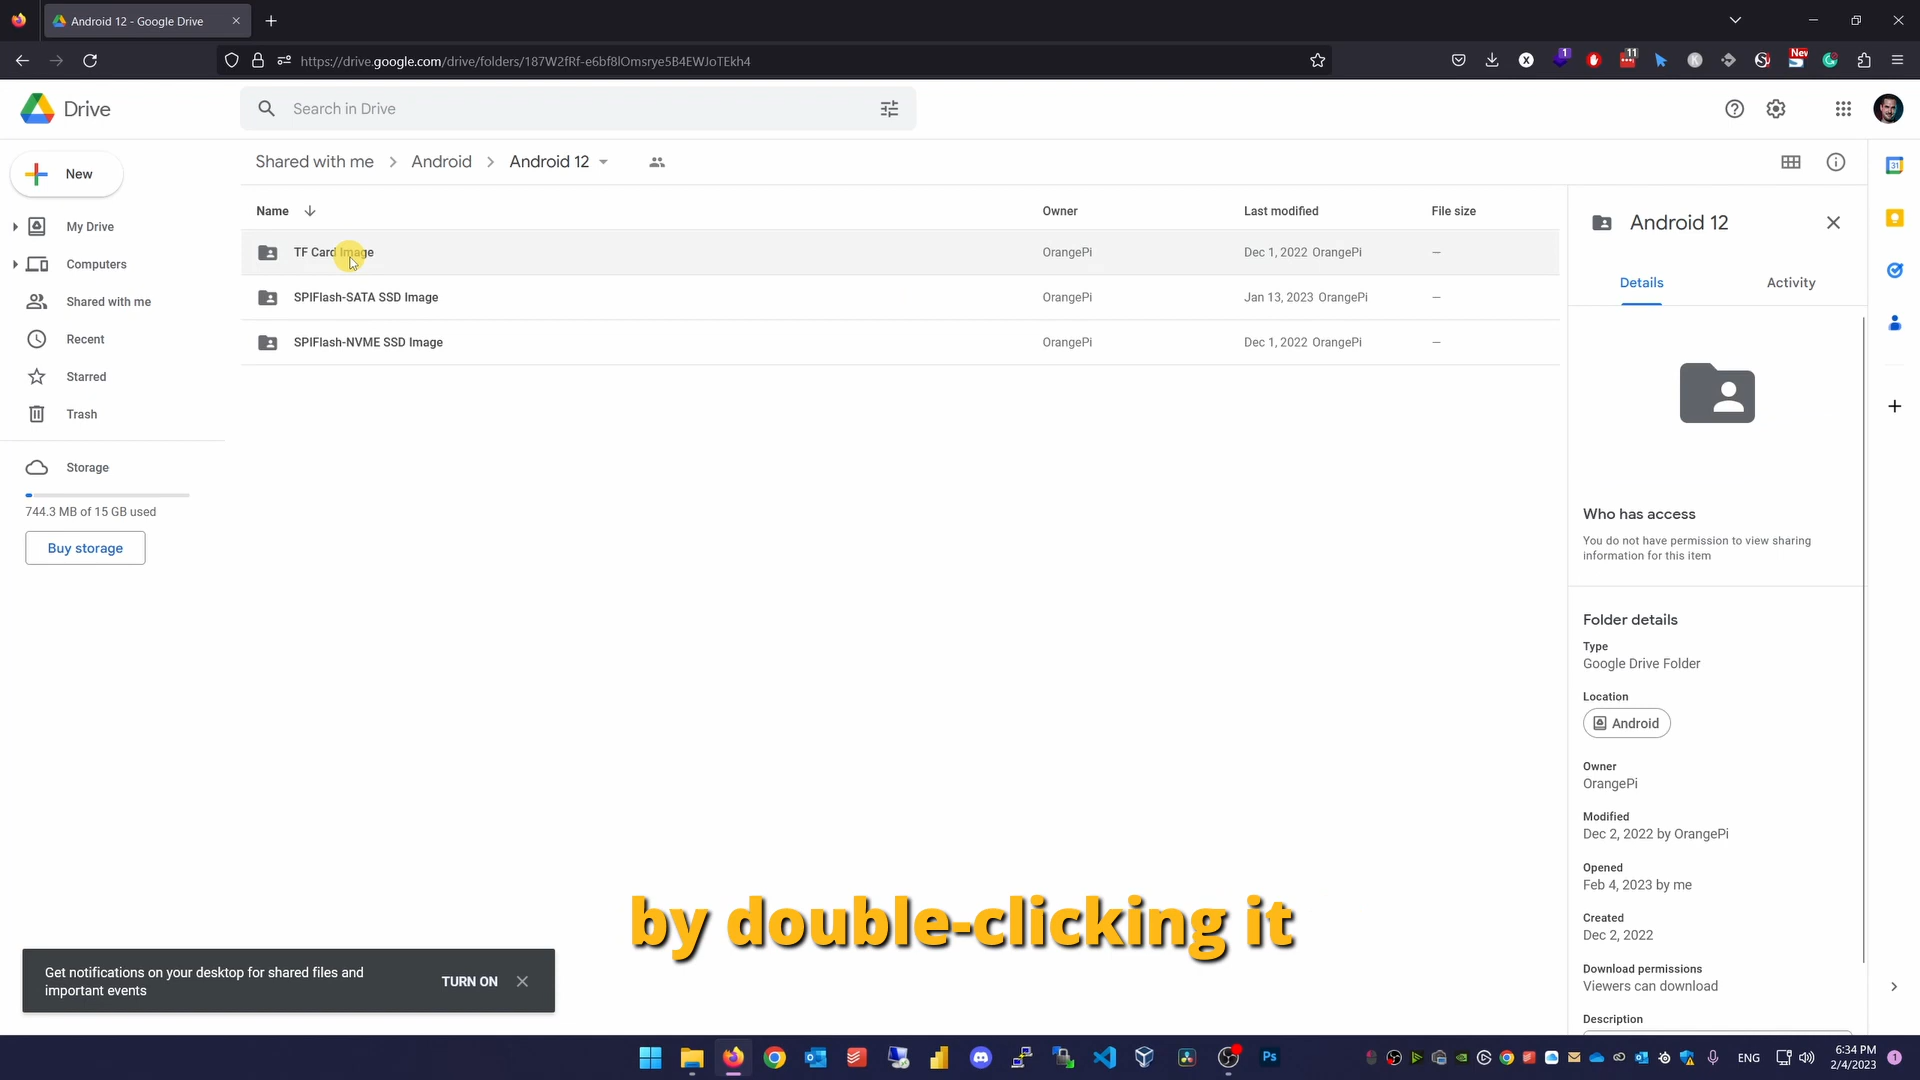 Android 12 - Google Drive
https://drive.google.com/drive/folders/187W2fRf-e6bf8lOmsrye5B4EWJoTEkh4
1
11
New
Drive
Search in Drive
Shared with me
Android
Android 12
31
New
My Drive
Computers
Shared with me
Recent
Starred
Trash
Storage
744.3 MB of 15 GB used
Buy storage
Name
Owner
Last modified
File size
TF Card Image
OrangePi
Dec 1, 2022 OrangePi
—
SPIFlash-SATA SSD Image
OrangePi
Jan 13, 2023 OrangePi
—
SPIFlash-NVME SSD Image
OrangePi
Dec 1, 2022 OrangePi
—
Android 12
Details
Activity
Who has access
You do not have permission to view sharing
information for this item
Folder details
Type
Google Drive Folder
Location
Android
Owner
OrangePi
Modified
Dec 2, 2022 by OrangePi
Opened
Feb 4, 2023 by me
Created
Dec 2, 2022
Download permissions
Viewers can download
Description
by double-clicking it
Get notifications on your desktop for shared files and
important events
TURN ON
Ps
ENG
6:34 PM
2/4/2023
1